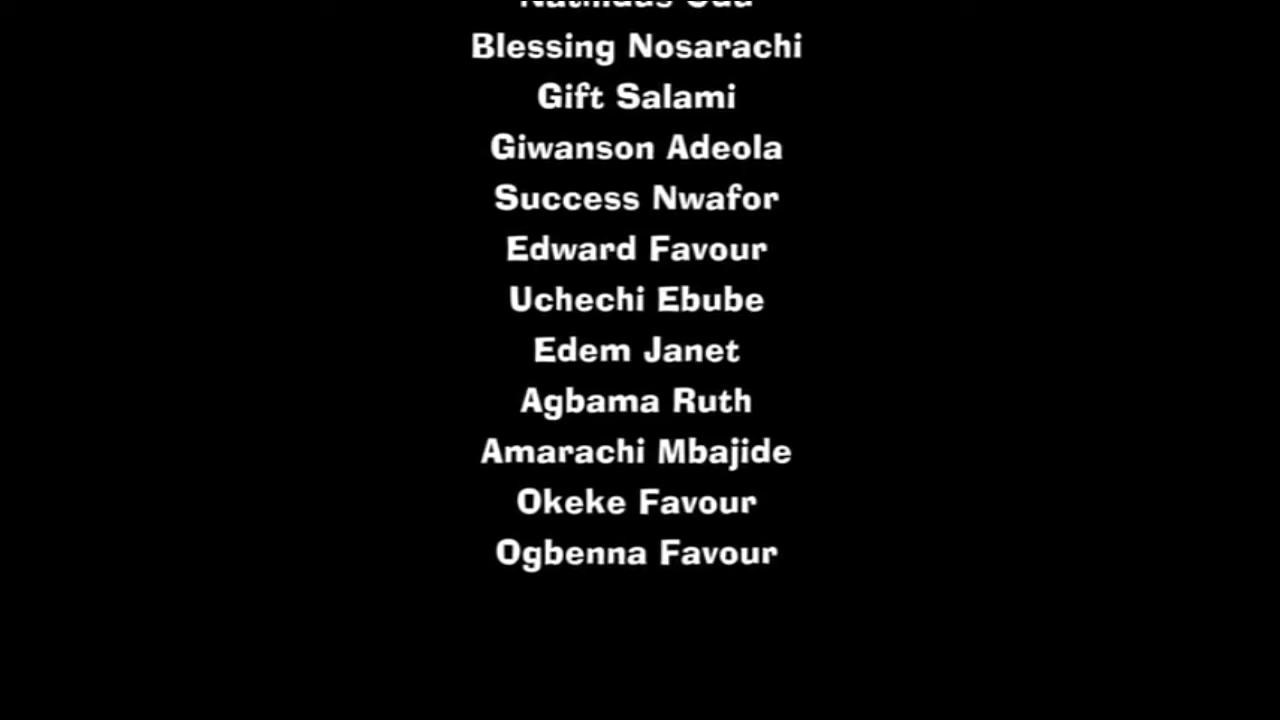 Blessing Nosarachi
Gift Salami
Giwanson Adeola
Success Nwafor
Edward Favour
Uchechi Ebube
Edem Janet
Agbama Ruth
Amarachi Mbajide
Okeke Favour
Ogbenna Favour